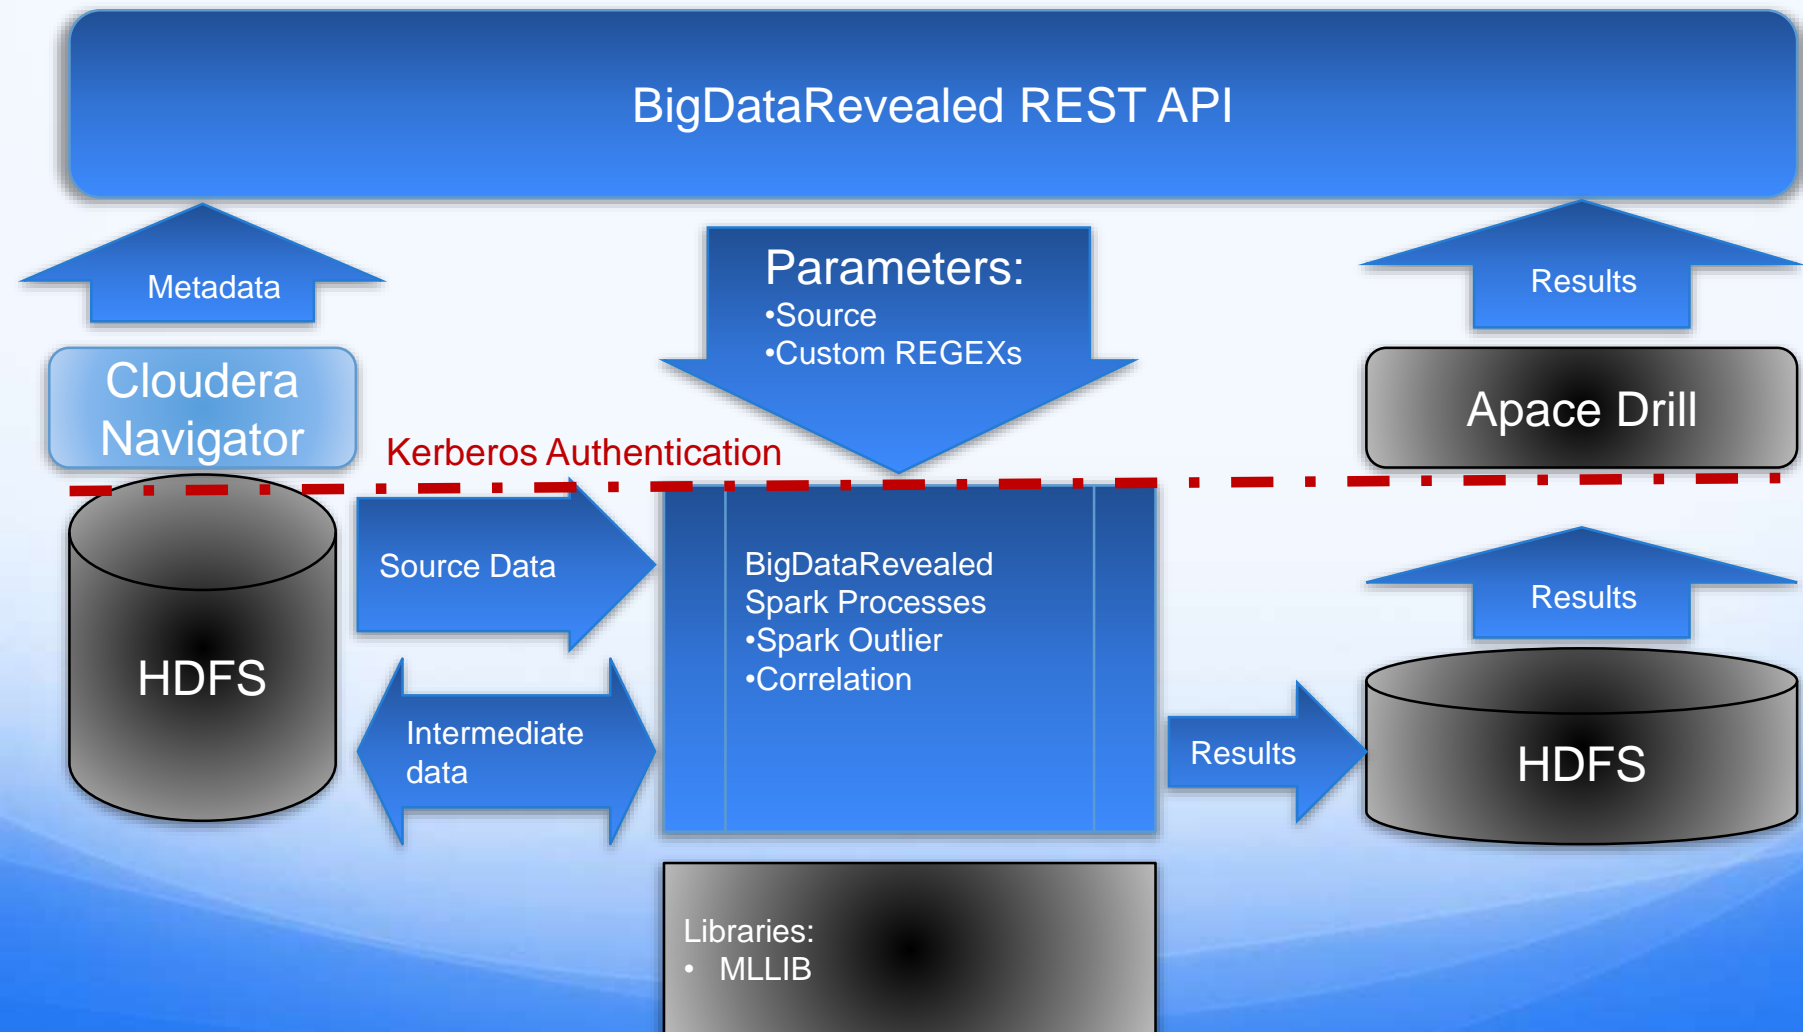 BigDataRevealed REST API
Metadata
Parameters:
•Source
•Custom REGEXs
Results
Cloudera
Navigator
Apace Drill
Kerberos Authentication
Source Data
BigDataRevealed
Spark Processes
•Spark Outlier
•Correlation
Results
HDFS
Intermediate
data
Results
HDFS
Libraries:
• MLLIB